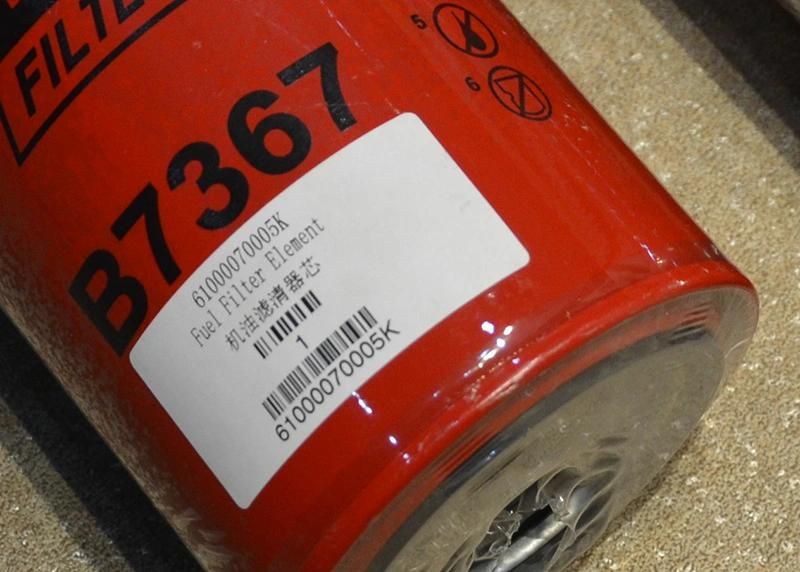 FILTE
B7367
5
6
61000070005K
Fuel Filter Element
机油滤清器芯
1
61000070005K